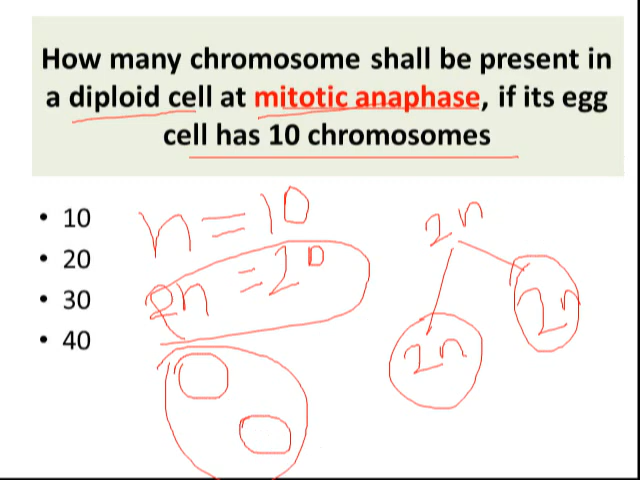 How many chromosome shall be present in
a diploid cell at mitotic anaphase, if its egg
cell has 10 chromosomes
• 10
• 20
• 30
• 40
n = 10
2n = 20
2n
2n
2n